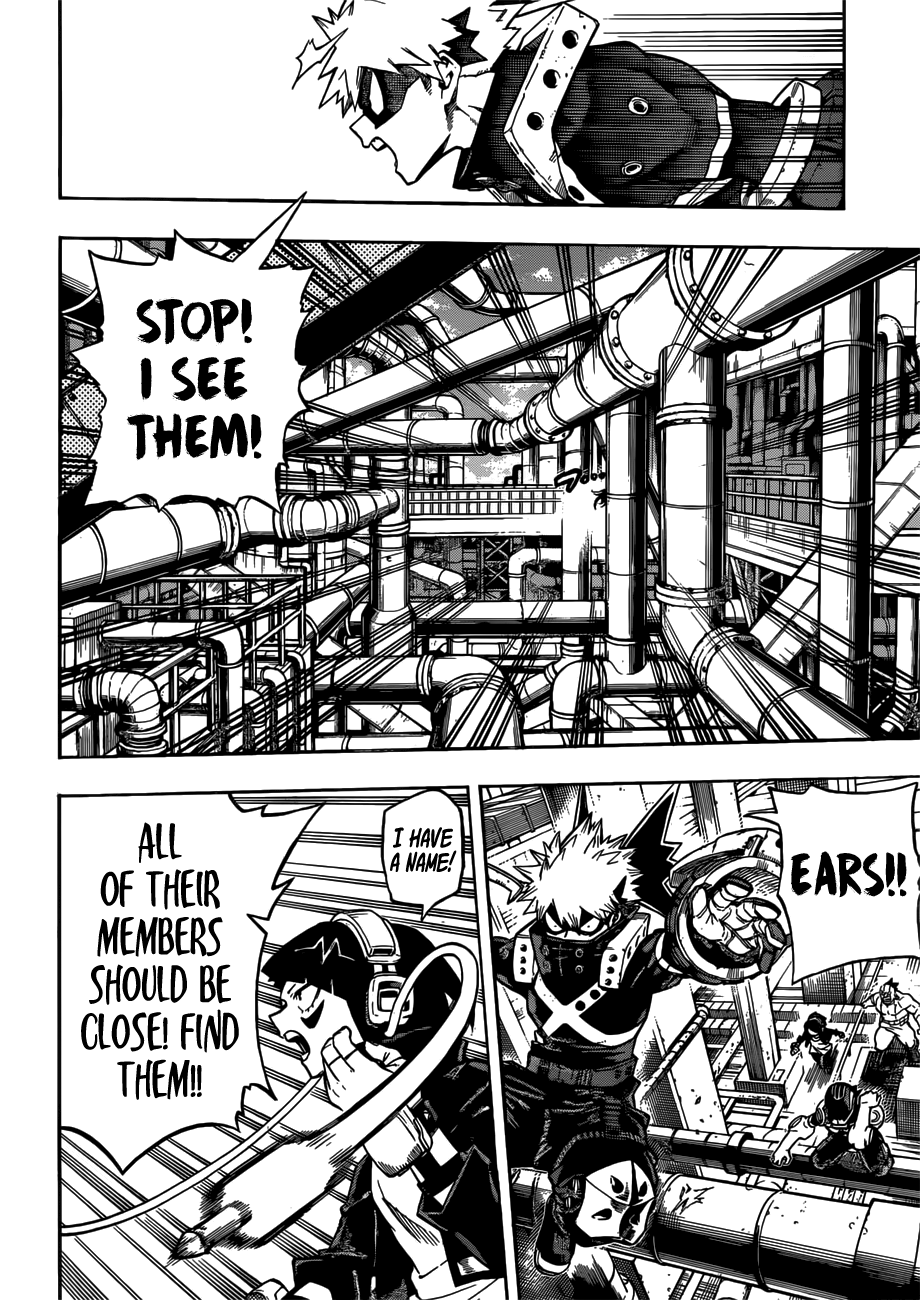 STOP!
I SEE
THEM!
EARS!!
I HAVE
A NAME!
ALL
OF THEIR
MEMBERS
SHOULD BE
CLOSE! FIND
THEM!!